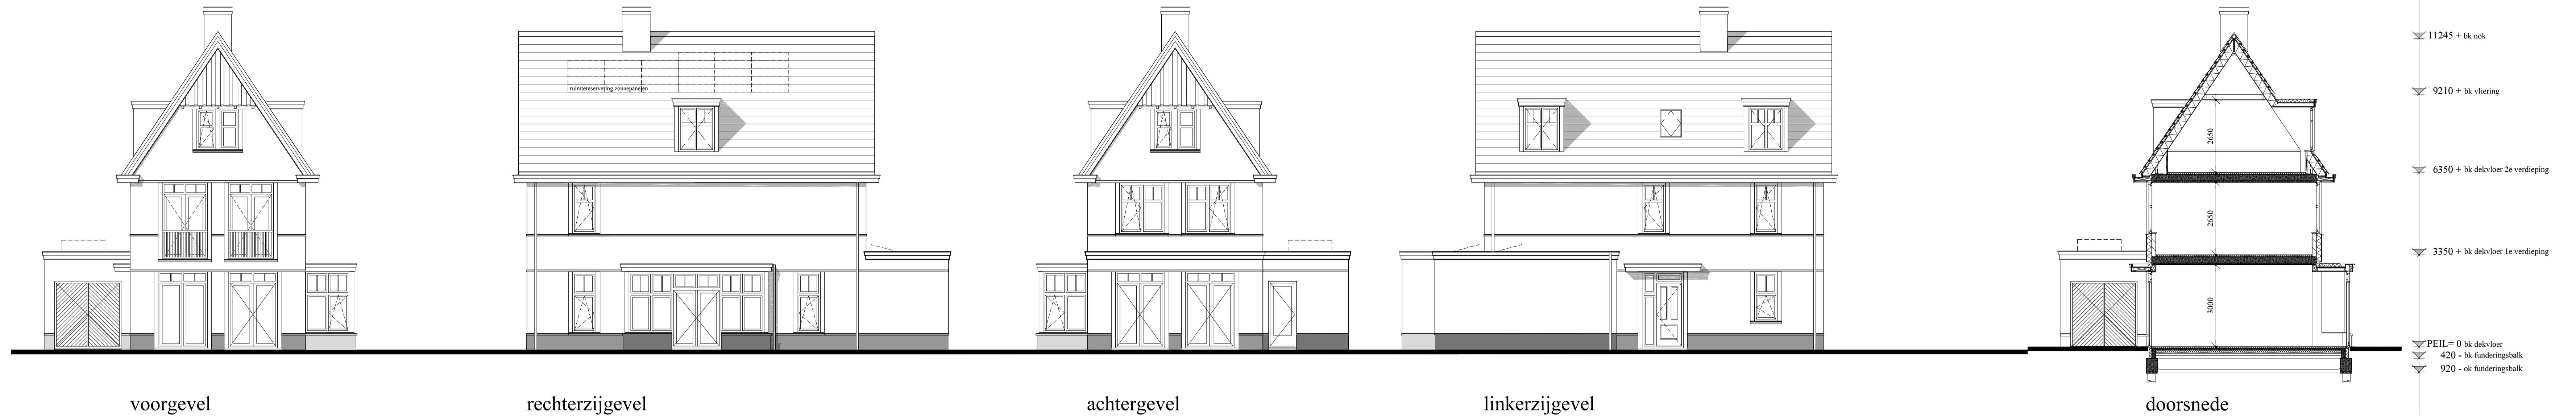 ruimtereservering zonnepanelen
11245 + bk nok
9210 + bk vliering
2650
6350 + bk dekvloer 2e verdieping
2650
3350 + bk dekvloer 1e verdieping
3000
PEIL= 0 bk dekvloer
420 - bk funderingsbalk
920 - ok funderingsbalk
voorgevel
rechterzijgevel
achtergevel
linkerzijgevel
doorsnede